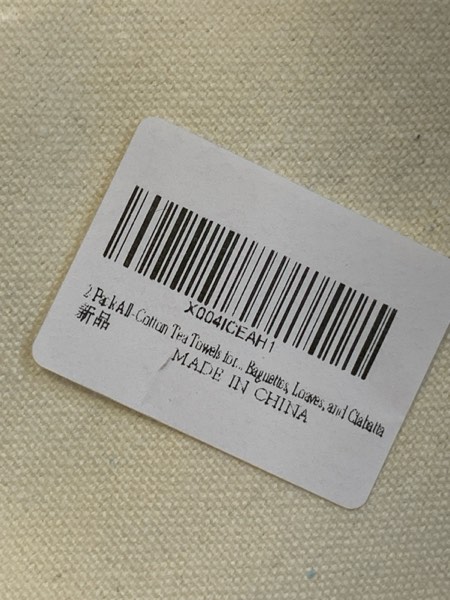 X004ICEAH1
2 Pack All-Cotton Tea Towels for... Baguettes, Loaves, and Ciabatta
新品
MADE IN CHINA